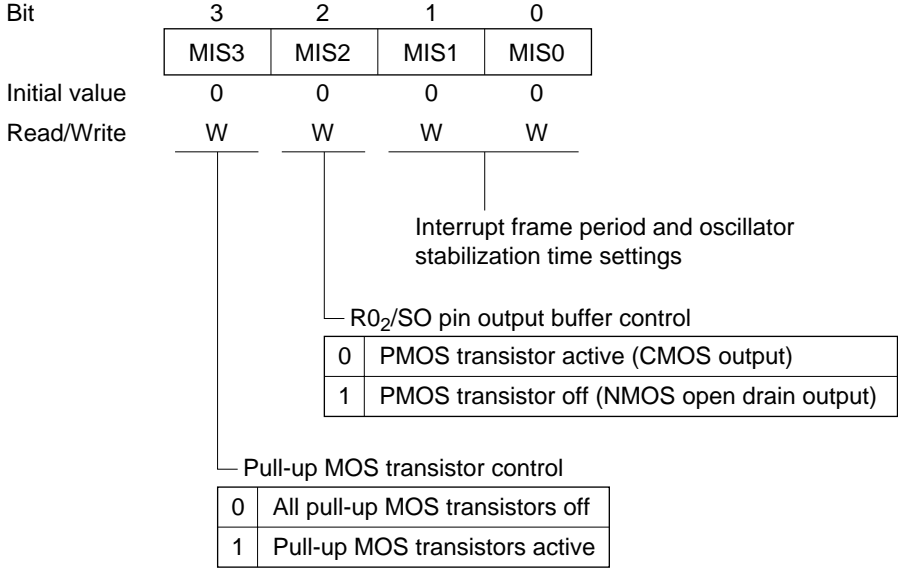 Bit 3 2 1 0
MIS3 MIS2 MIS1 MIS0
Initial value 0 0 0 0
Read/Write W W W W
Interrupt frame period and oscillator
stabilization time settings
R0₂/SO pin output buffer control
0 PMOS transistor active (CMOS output)
1 PMOS transistor off (NMOS open drain output)
Pull-up MOS transistor control
0 All pull-up MOS transistors off
1 Pull-up MOS transistors active